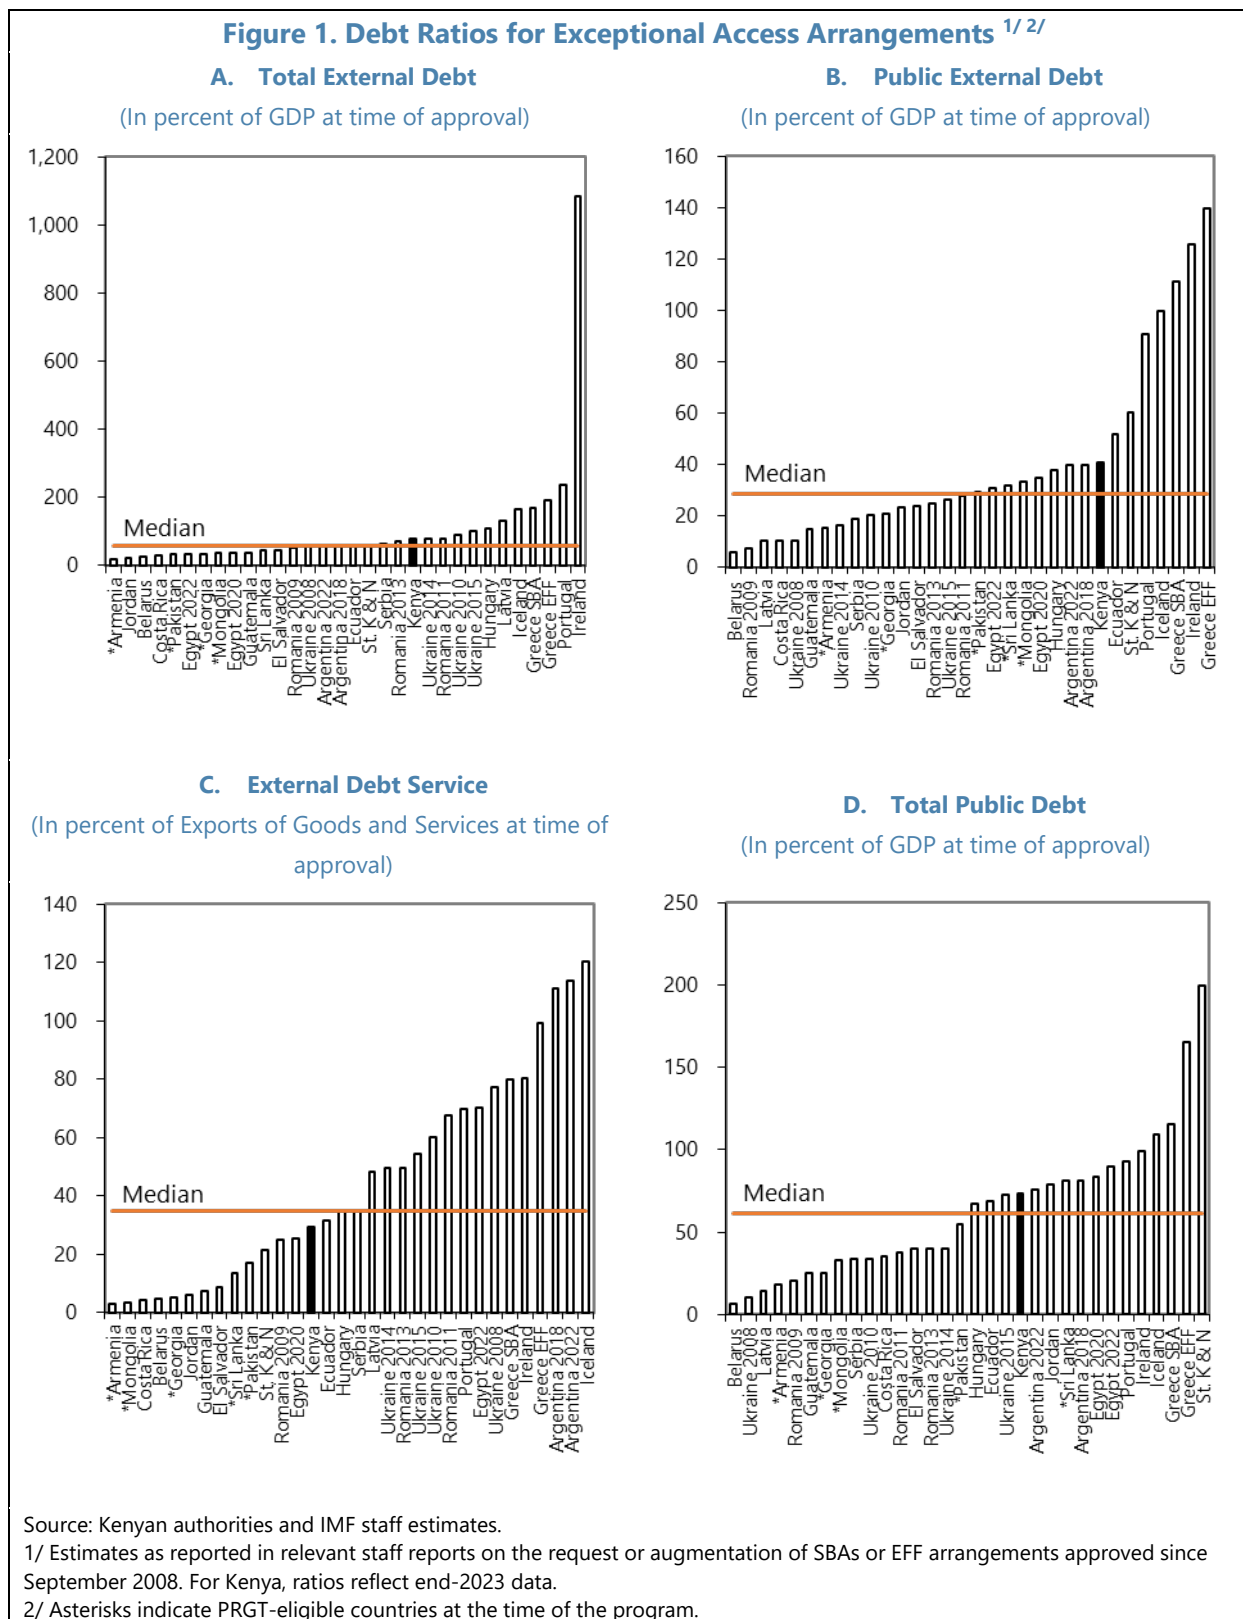 Figure 1. Debt Ratios for Exceptional Access Arrangements 1/ 2/
A. Total External Debt
(In percent of GDP at time of approval)
1,200
1,000
800
600
400
200
0
Median
*Armenia
Jordan
Belarus
Costa Rica
*Pakistan
Egypt 2022
*Georgia
*Mongolia
Egypt 2020
Guatemala
Sri Lanka
El Salvador
Romania 2009
Ukraine 2008
Argentina 2022
Argentina 2018
Ecuador
St. K & N
Serbia
Romania 2013
Kenya
Ukraine 2014
Romania 2011
Ukraine 2010
Ukraine 2015
Hungary
Latvia
Iceland
Greece SBA
Greece EFF
Portugal
Ireland
B. Public External Debt
(In percent of GDP at time of approval)
160
140
120
100
80
60
40
20
0
Median
Belarus
Romania 2009
Latvia
Costa Rica
Ukraine 2008
Guatemala
*Armenia
Ukraine 2014
Serbia
Ukraine 2010
*Georgia
Jordan
El Salvador
Romania 2013
Ukraine 2015
Romania 2011
*Pakistan
Egypt 2022
*Sri Lanka
*Mongolia
Egypt 2020
Hungary
Argentina 2022
Argentina 2018
Kenya
Ecuador
St. K & N
Portugal
Iceland
Greece SBA
Ireland
Greece EFF
C. External Debt Service
(In percent of Exports of Goods and Services at time of
approval)
140
120
100
80
60
40
20
0
Median
*Armenia
*Mongolia
Costa Rica
Belarus
*Georgia
Jordan
Guatemala
El Salvador
*Sri Lanka
*Pakistan
St. K & N
Romania 2009
Egypt 2020
Kenya
Ecuador
Hungary
Serbia
Latvia
Ukraine 2014
Romania 2013
Ukraine 2015
Ukraine 2010
Romania 2011
Portugal
Egypt 2022
Ukraine 2008
Greece SBA
Ireland
Greece EFF
Argentina 2018
Argentina 2022
Iceland
D. Total Public Debt
(In percent of GDP at time of approval)
250
200
150
100
50
0
Median
Belarus
Ukraine 2008
Latvia
*Armenia
Romania 2009
Guatemala
*Georgia
*Mongolia
Serbia
Ukraine 2010
Costa Rica
Romania 2011
El Salvador
Romania 2013
Ukraine 2014
*Pakistan
Hungary
Ecuador
Ukraine 2015
Kenya
Argentina 2022
Jordan
*Sri Lanka
Argentina 2018
Egypt 2020
Egypt 2022
Portugal
Ireland
Iceland
Greece SBA
Greece EFF
St. K & N
Source: Kenyan authorities and IMF staff estimates.
1/ Estimates as reported in relevant staff reports on the request or augmentation of SBAs or EFF arrangements approved since
September 2008. For Kenya, ratios reflect end-2023 data.
2/ Asterisks indicate PRGT-eligible countries at the time of the program.